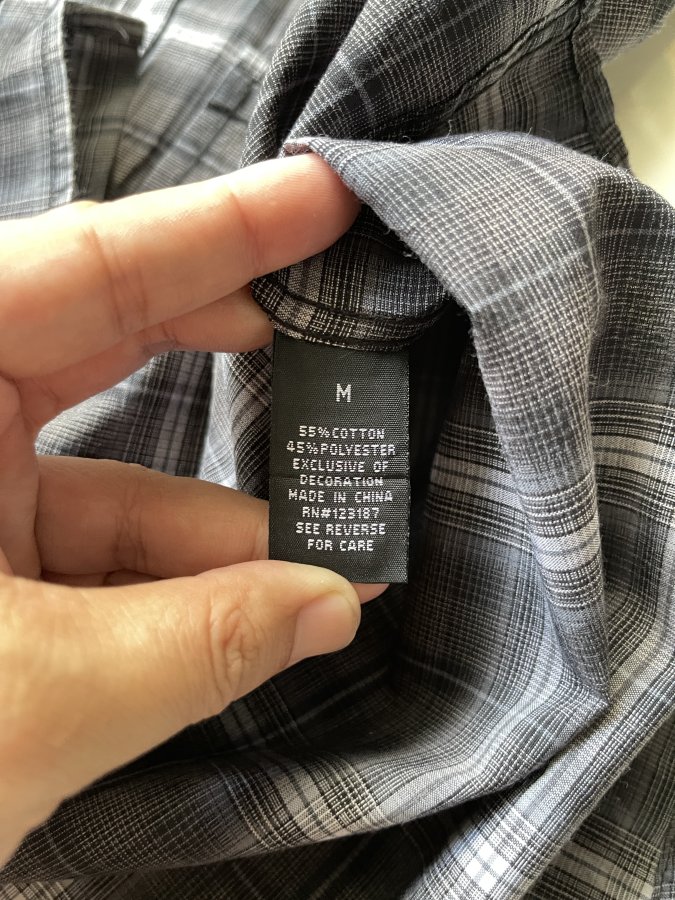 M
55%COTTON
45%POLYESTER
EXCLUSIVE OF
DECORATION
MADE IN CHINA
RN#123187
SEE REVERSE
FOR CARE